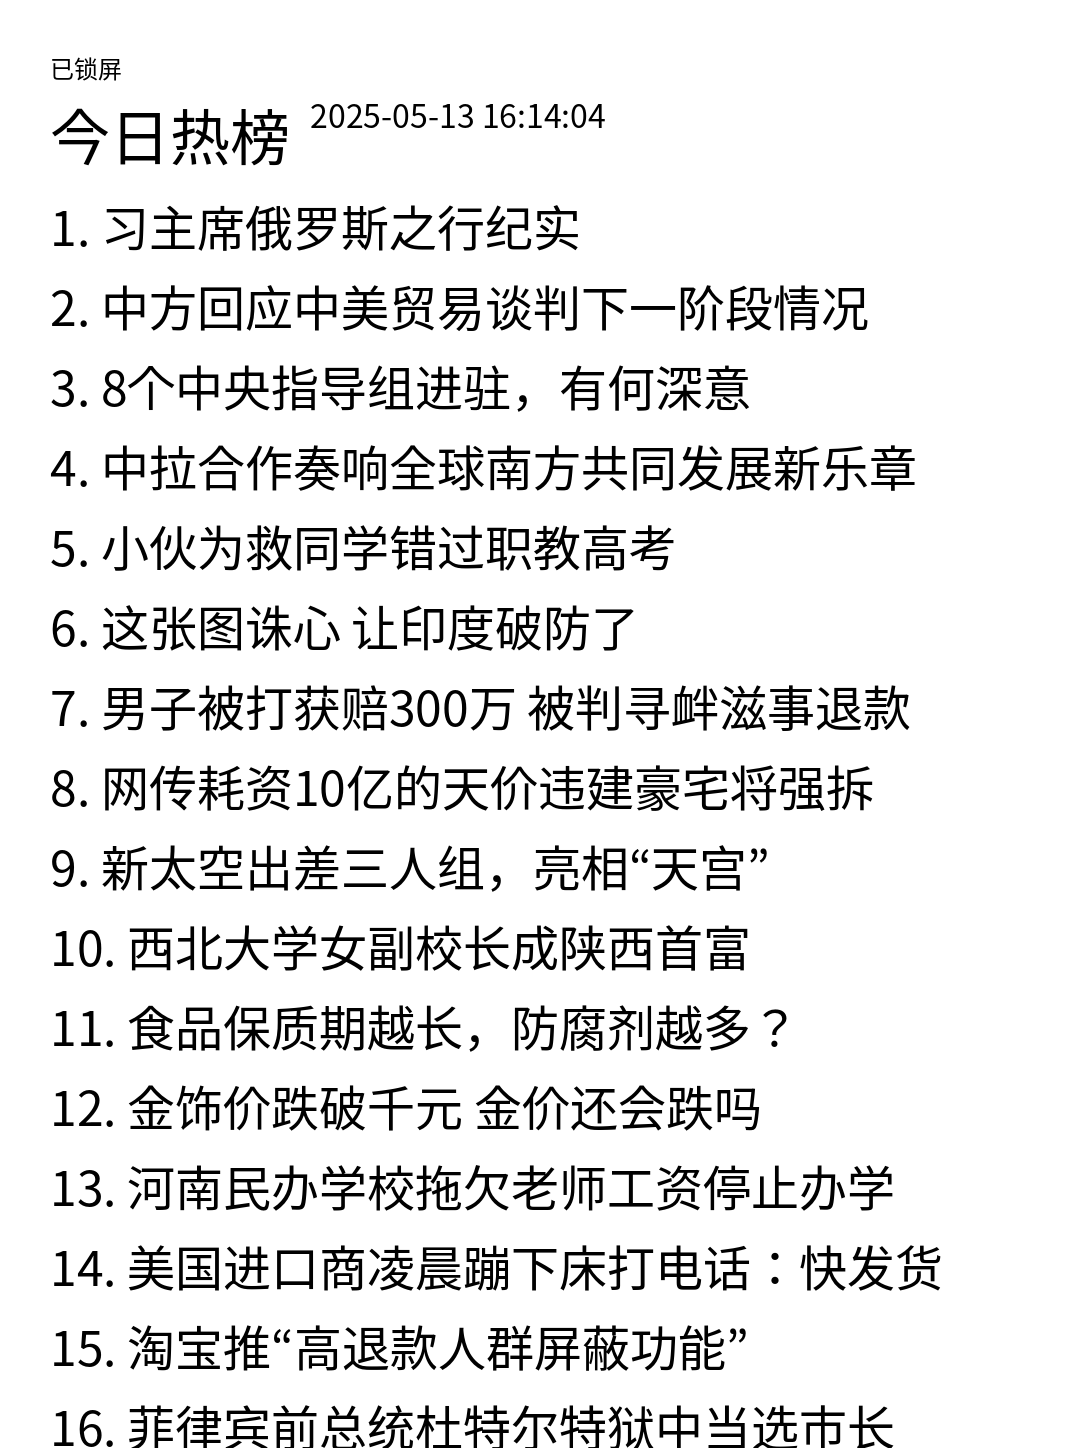 已锁屏
今日热榜 2025-05-13 16:14:04
1. 习主席俄罗斯之行纪实
2. 中方回应中美贸易谈判下一阶段情况
3. 8个中央指导组进驻，有何深意
4. 中拉合作奏响全球南方共同发展新乐章
5. 小伙为救同学错过职教高考
6. 这张图诛心 让印度破防了
7. 男子被打获赔300万 被判寻衅滋事退款
8. 网传耗资10亿的天价违建豪宅将强拆
9. 新太空出差三人组，亮相“天宫”
10. 西北大学女副校长成陕西首富
11. 食品保质期越长，防腐剂越多？
12. 金饰价跌破千元 金价还会跌吗
13. 河南民办学校拖欠老师工资停止办学
14. 美国进口商凌晨蹦下床打电话：快发货
15. 淘宝推“高退款人群屏蔽功能”
16. 菲律宾前总统杜特尔特狱中当选市长